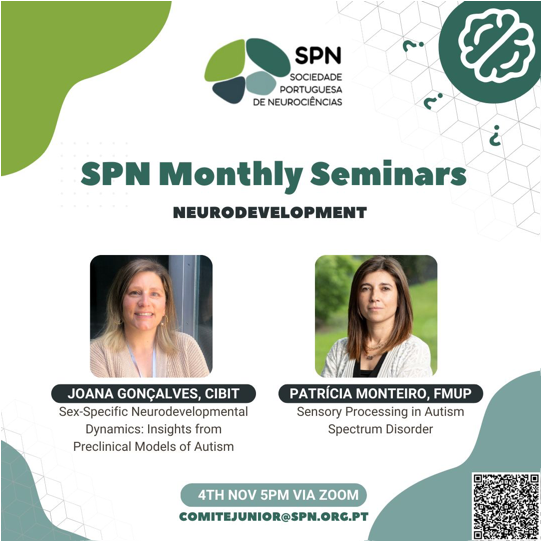 SPN
SOCIEDADE
PORTUGUESA
DE NEUROCIÊNCIAS
SPN Monthly Seminars
NEURODEVELOPMENT
JOANA GONÇALVES, CIBIT
Sex-Specific Neurodevelopmental
Dynamics: Insights from
Preclinical Models of Autism
PATRÍCIA MONTEIRO, FMUP
Sensory Processing in Autism
Spectrum Disorder
4TH NOV 5PM VIA ZOOM
COMITEJUNIOR@SPN.ORG.PT